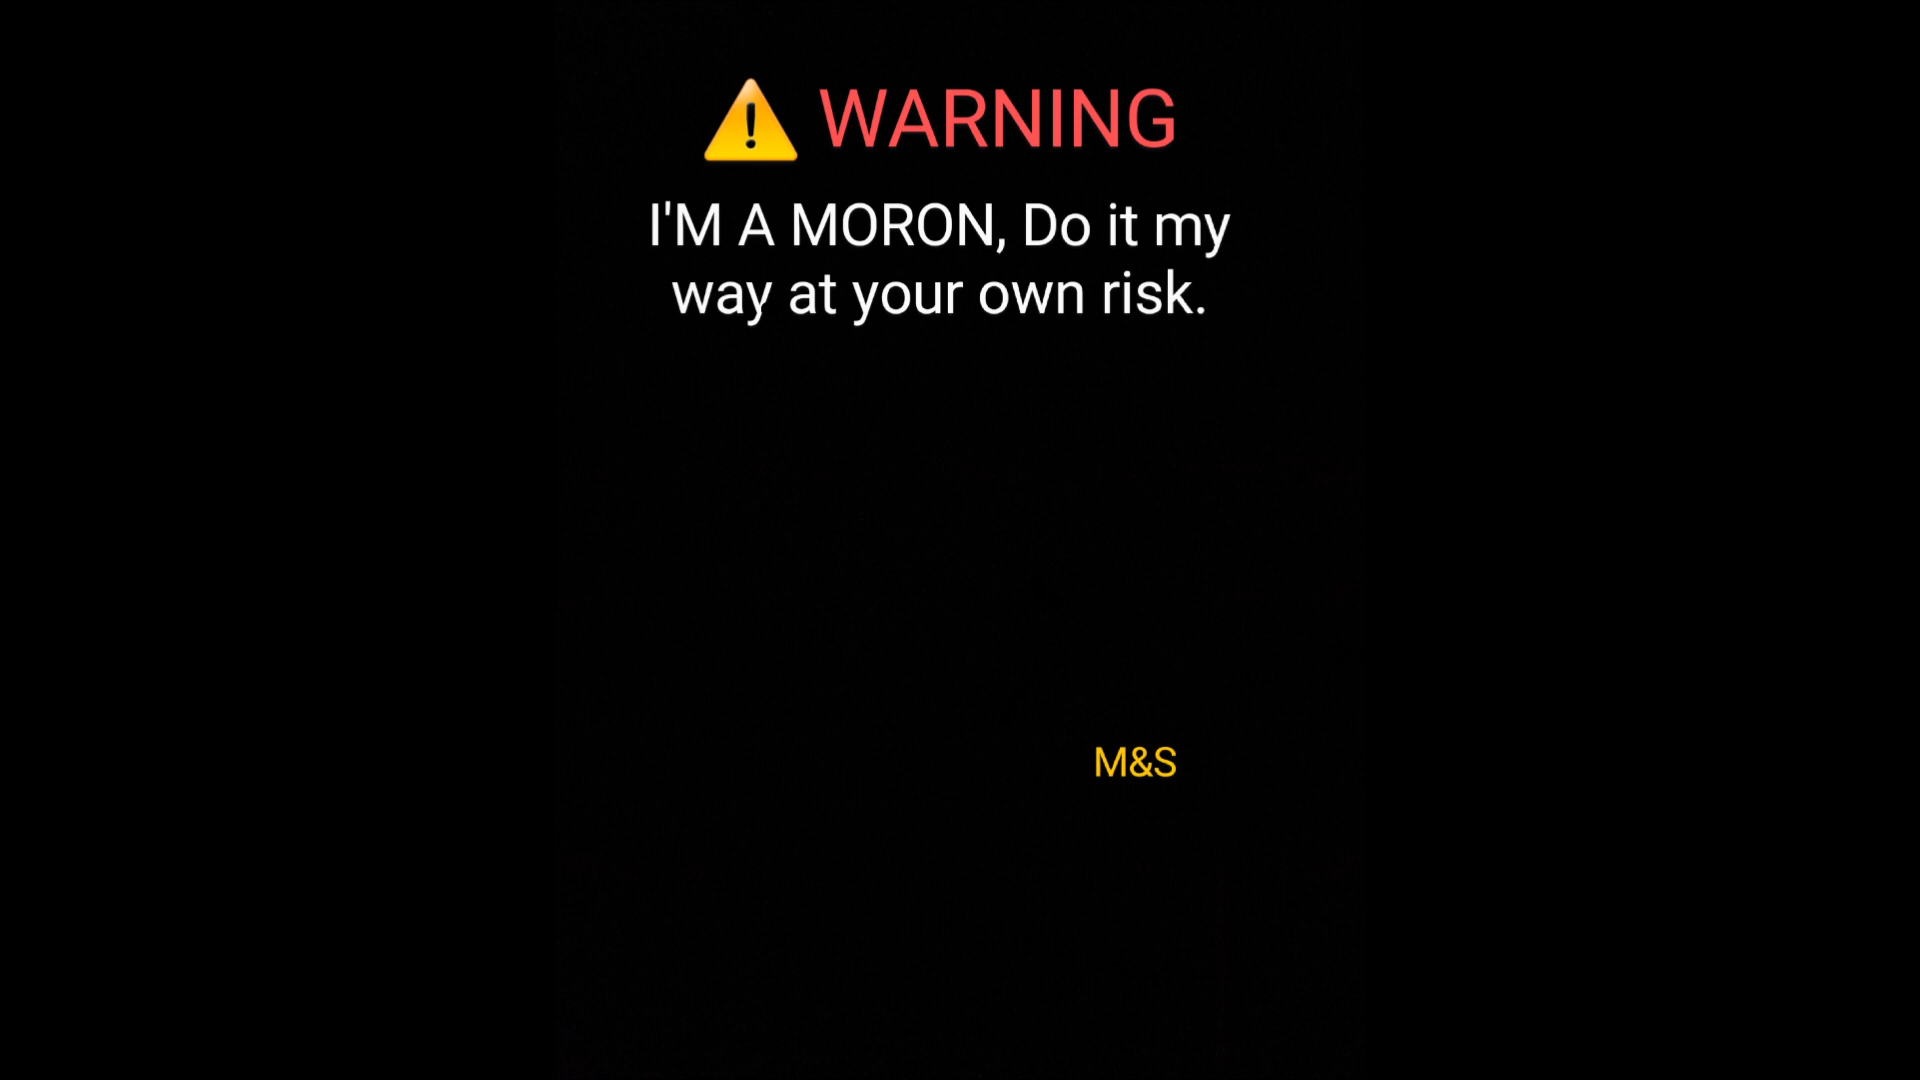 ⚠️ WARNING
I'M A MORON, Do it my
way at your own risk.
M&S